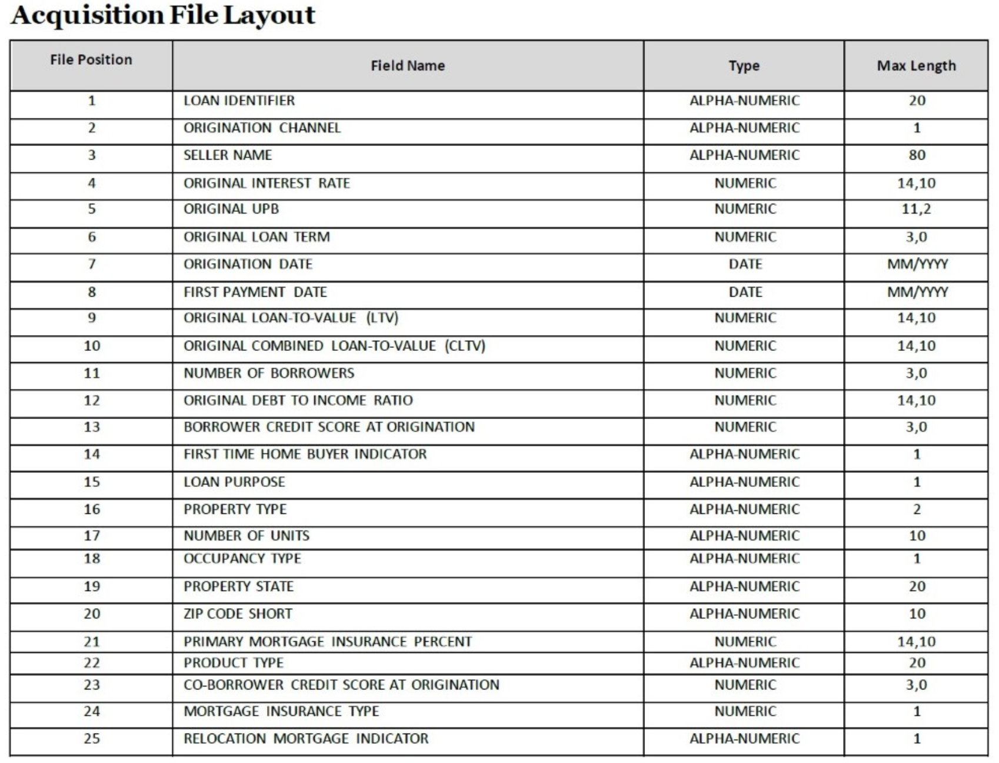 Acquisition File Layout
File Position Field Name Type Max Length
1 LOAN IDENTIFIER ALPHA-NUMERIC 20
2 ORIGINATION CHANNEL ALPHA-NUMERIC 1
3 SELLER NAME ALPHA-NUMERIC 80
4 ORIGINAL INTEREST RATE NUMERIC 14,10
5 ORIGINAL UPB NUMERIC 11,2
6 ORIGINAL LOAN TERM NUMERIC 3,0
7 ORIGINATION DATE DATE MM/YYYY
8 FIRST PAYMENT DATE DATE MM/YYYY
9 ORIGINAL LOAN-TO-VALUE (LTV) NUMERIC 14,10
10 ORIGINAL COMBINED LOAN-TO-VALUE (CLTV) NUMERIC 14,10
11 NUMBER OF BORROWERS NUMERIC 3,0
12 ORIGINAL DEBT TO INCOME RATIO NUMERIC 14,10
13 BORROWER CREDIT SCORE AT ORIGINATION NUMERIC 3,0
14 FIRST TIME HOME BUYER INDICATOR ALPHA-NUMERIC 1
15 LOAN PURPOSE ALPHA-NUMERIC 1
16 PROPERTY TYPE ALPHA-NUMERIC 2
17 NUMBER OF UNITS ALPHA-NUMERIC 10
18 OCCUPANCY TYPE ALPHA-NUMERIC 1
19 PROPERTY STATE ALPHA-NUMERIC 20
20 ZIP CODE SHORT ALPHA-NUMERIC 10
21 PRIMARY MORTGAGE INSURANCE PERCENT NUMERIC 14,10
22 PRODUCT TYPE ALPHA-NUMERIC 20
23 CO-BORROWER CREDIT SCORE AT ORIGINATION NUMERIC 3,0
24 MORTGAGE INSURANCE TYPE NUMERIC 1
25 RELOCATION MORTGAGE INDICATOR ALPHA-NUMERIC 1